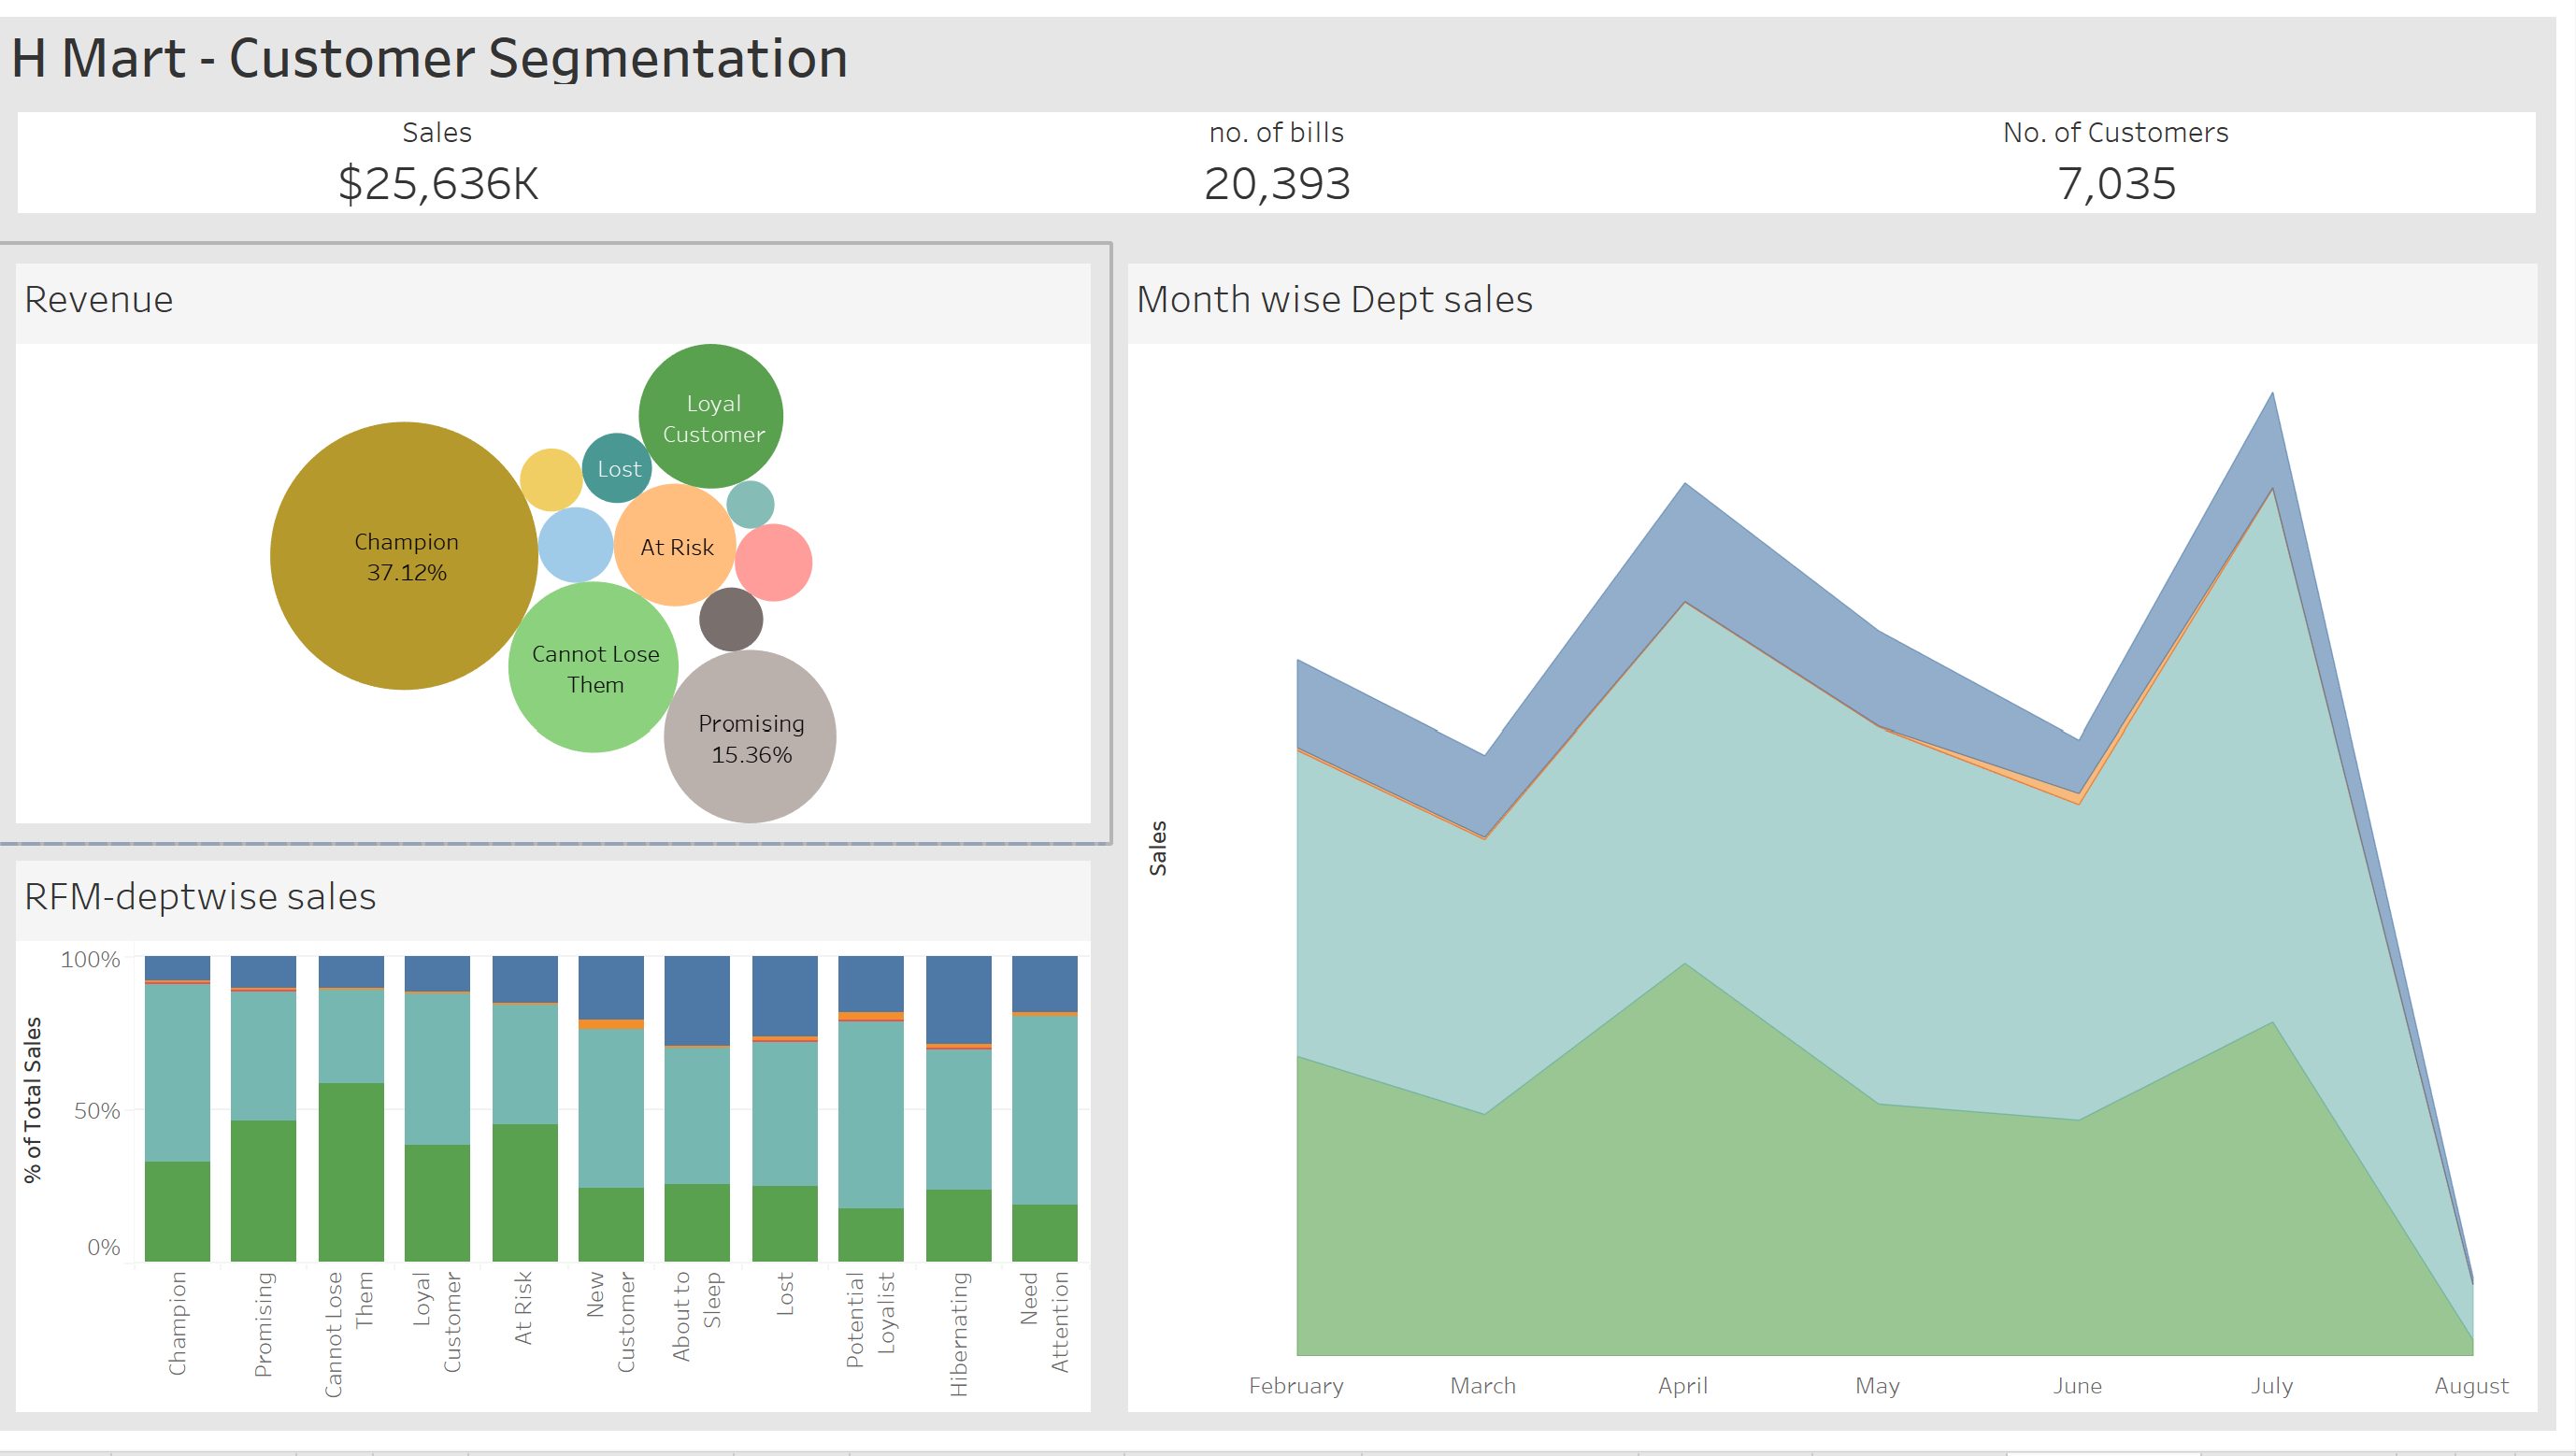 H Mart - Customer Segmentation
Sales
$25,636K
no. of bills
20,393
No. of Customers
7,035
Revenue
Loyal
Customer
Lost
Champion
37.12%
At Risk
Cannot Lose
Them
Promising
15.36%
RFM-deptwise sales
% of Total Sales
100%
50%
0%
Champion
Promising
Cannot Lose
Them
Loyal
Customer
At Risk
New
Customer
About to
Sleep
Lost
Potential
Loyalist
Hibernating
Need
Attention
Month wise Dept sales
Sales
February
March
April
May
June
July
August